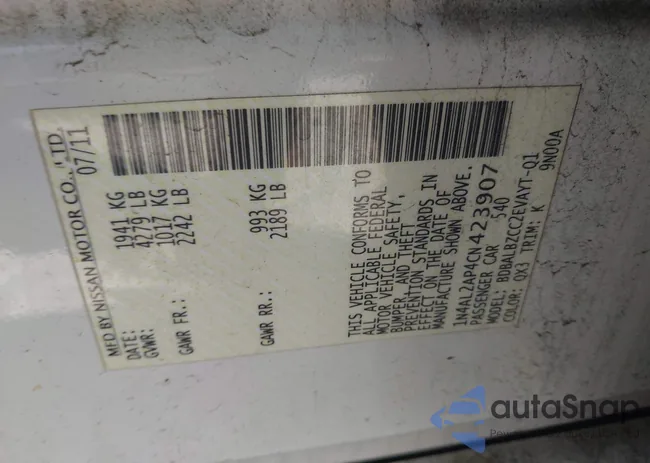 MFD BY NISSAN MOTOR CO., LTD.
DATE: 07/11
GVWR: 1941 KG
4279 LB
GAWR FR.: 1017 KG
2242 LB
GAWR RR.: 993 KG
2189 LB
THIS VEHICLE CONFORMS TO
ALL APPLICABLE FEDERAL
MOTOR VEHICLE SAFETY,
BUMPER, AND THEFT
PREVENTION STANDARDS IN
EFFECT ON THE DATE OF
MANUFACTURE SHOWN ABOVE.
1N4AL2AP4CN423907
PASSENGER CAR 540
MODEL: BDBALBZCC2EVAYT-Q1
COLOR: QX1 TRIM: K 9N00A
autoSnap